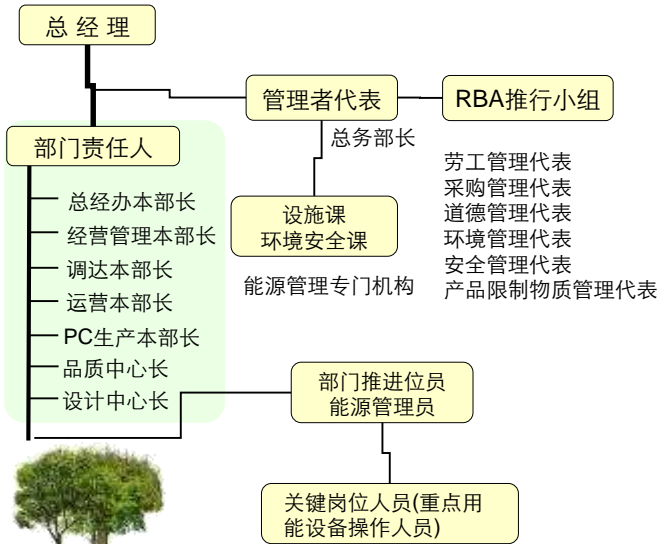 总 经 理
管理者代表
RBA推行小组
部门责任人
总务部长
总经办本部长
经营管理本部长
调达本部长
运营本部长
PC生产本部长
品质中心长
设计中心长
设施课
环境安全课
能源管理专门机构
劳工管理代表
采购管理代表
道德管理代表
环境管理代表
安全管理代表
产品限制物质管理代表
部门推进位员
能源管理员
关键岗位人员(重点用
能设备操作人员)